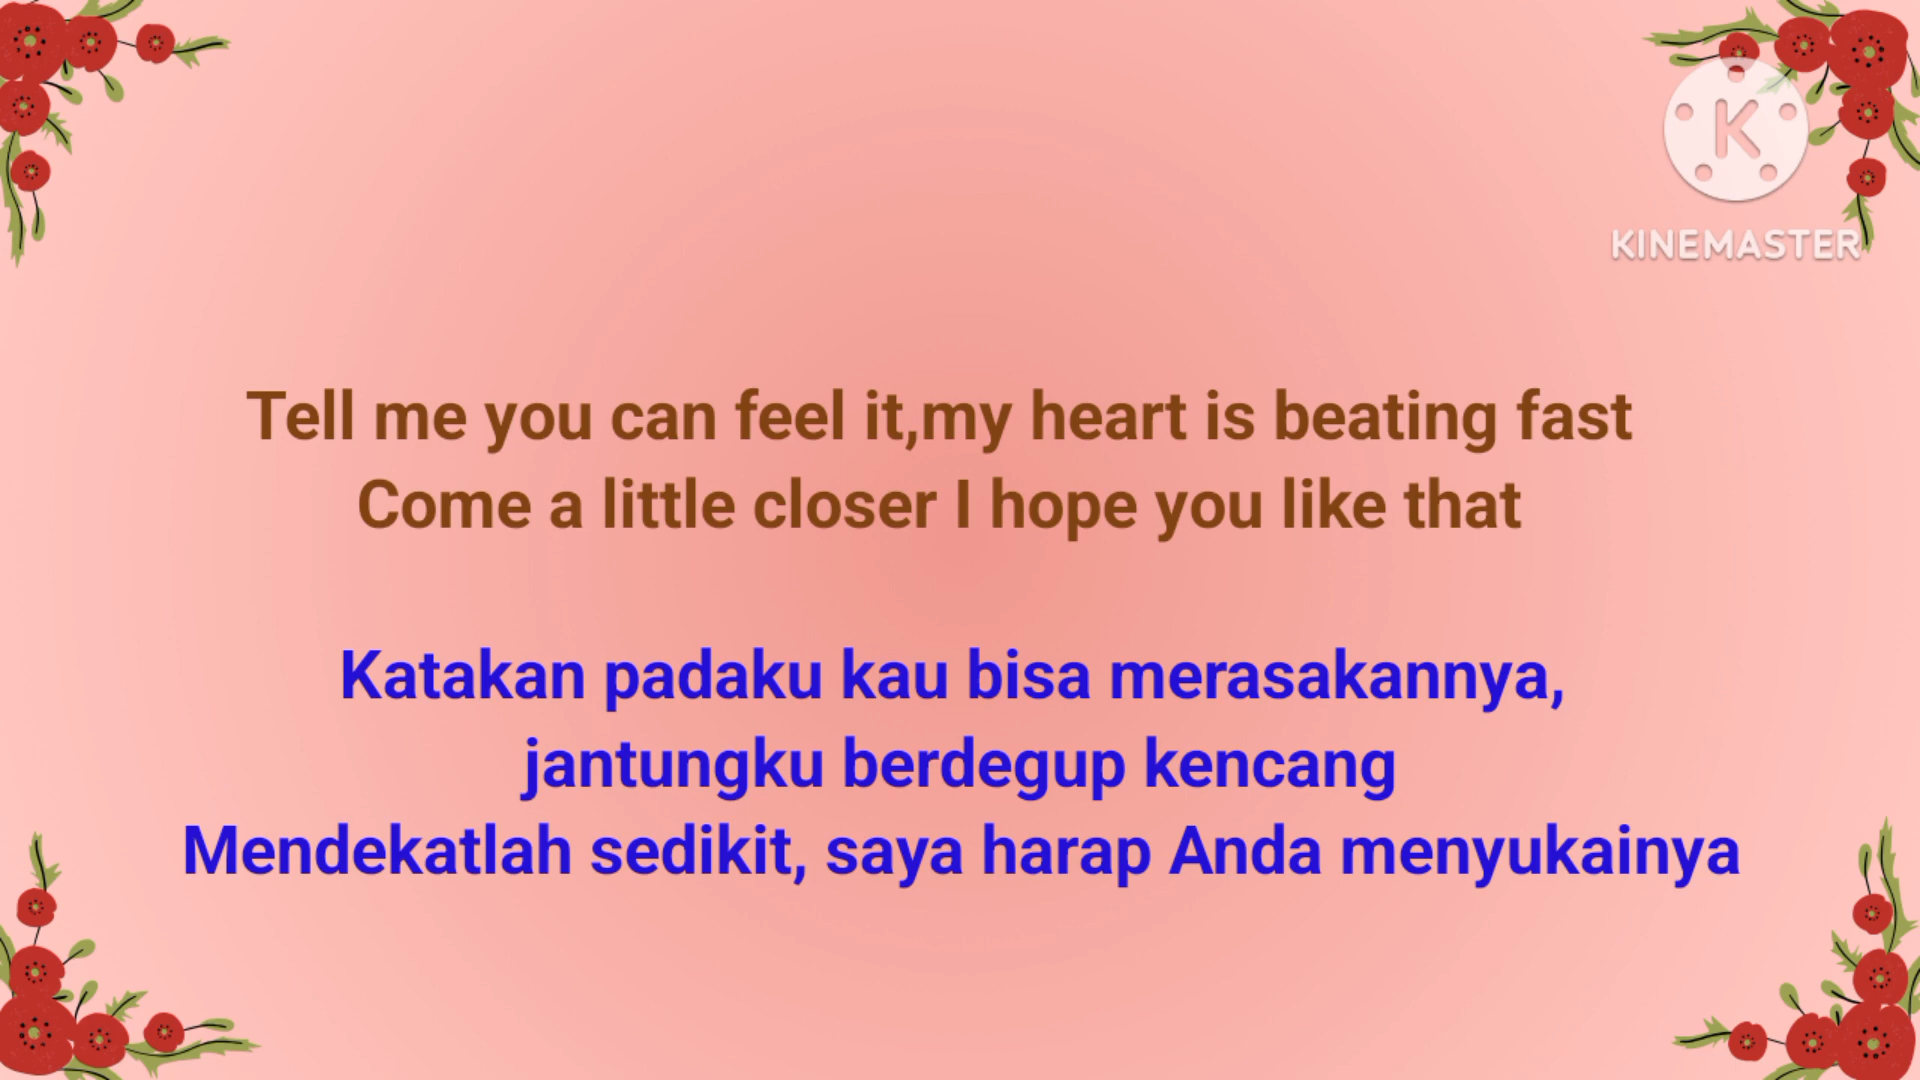 K
KINEMASTER
Tell me you can feel it,my heart is beating fast
Come a little closer I hope you like that
Katakan padaku kau bisa merasakannya,
jantungku berdegup kencang
Mendekatlah sedikit, saya harap Anda menyukainya